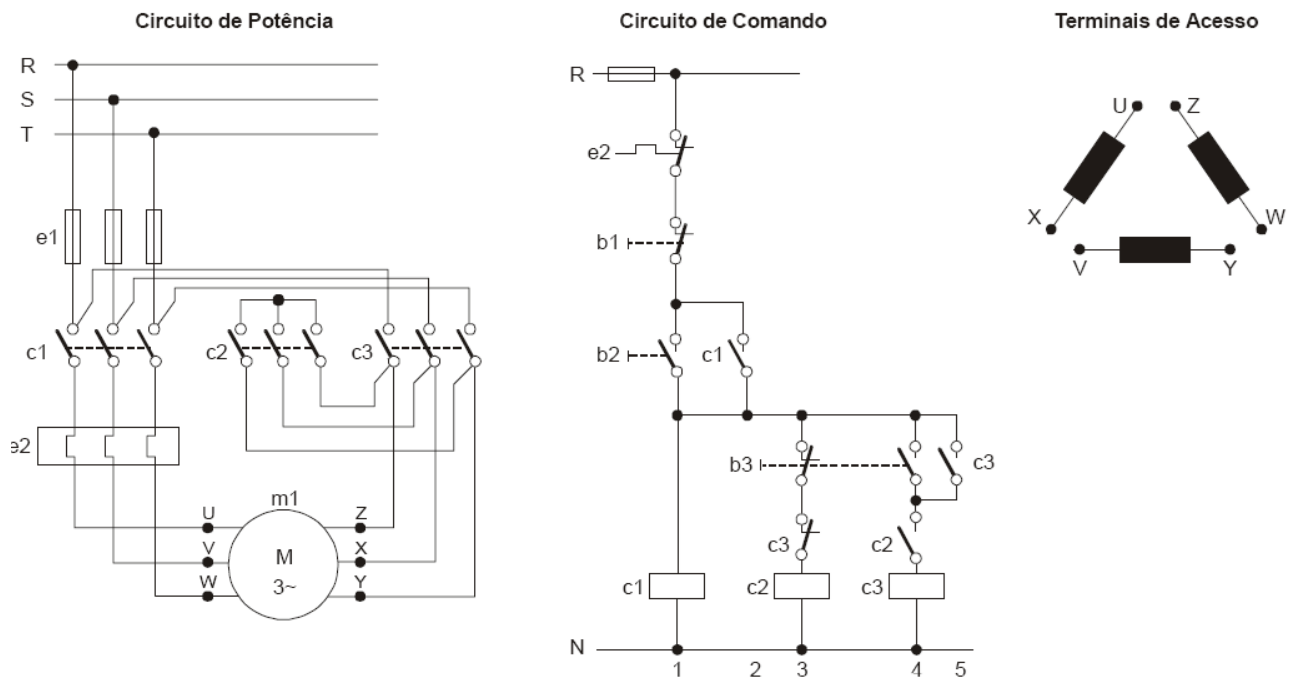 Circuito de Potência
R
S
T
e1
c1
c2
c3
e2
m1
U
V
W
M
3~
Z
X
Y
Circuito de Comando
R
e2
b1
b2
c1
b3
c3
c3
c2
c1
c2
c3
N
1 2 3 4 5
Terminais de Acesso
U
Z
X
W
V
Y